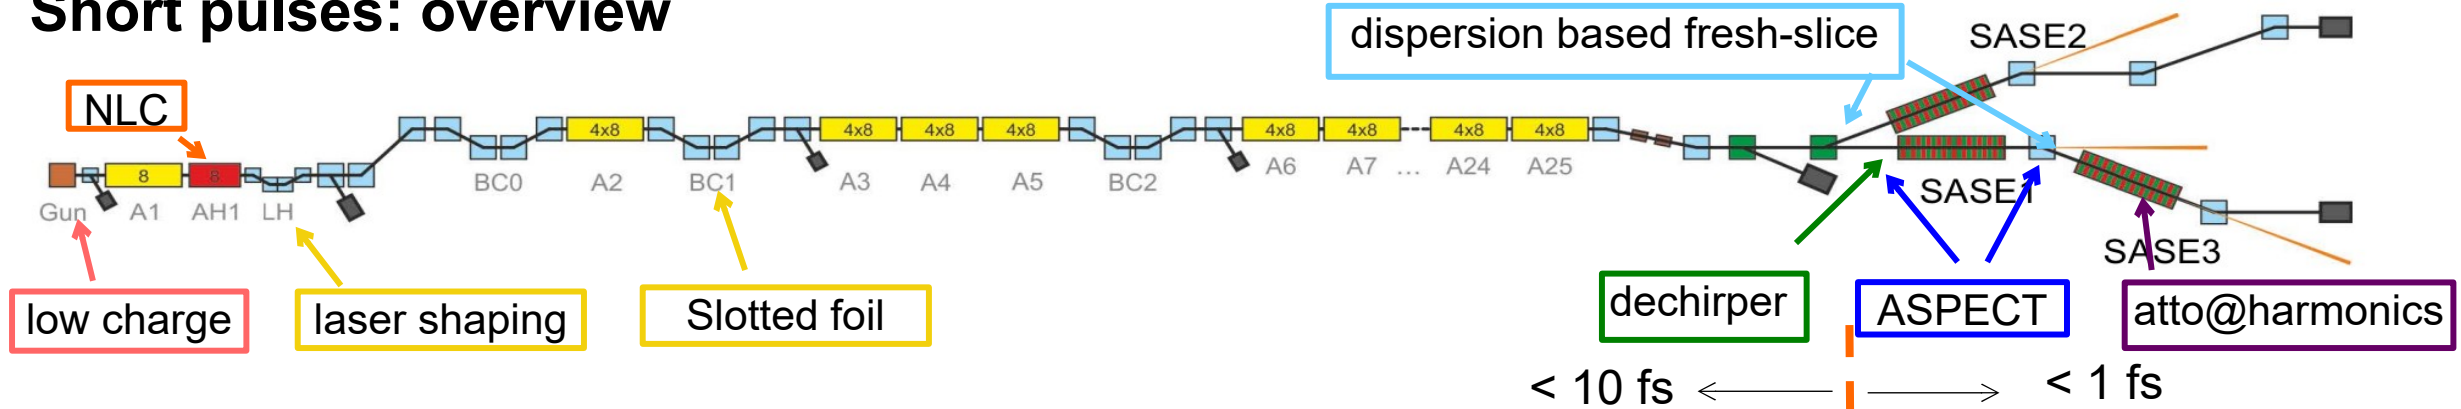 Short pulses: overview
dispersion based fresh-slice
SASE2
NLC
4x8
4x8
4x8
4x8
4x8
4x8
4x8
4x8
8
8
Gun
A1
AH1
LH
BC0
A2
BC1
A3
A4
A5
BC2
A6
A7
...
A24
A25
SASE1
SASE3
low charge
laser shaping
Slotted foil
dechirper
ASPECT
atto@harmonics
< 10 fs
< 1 fs